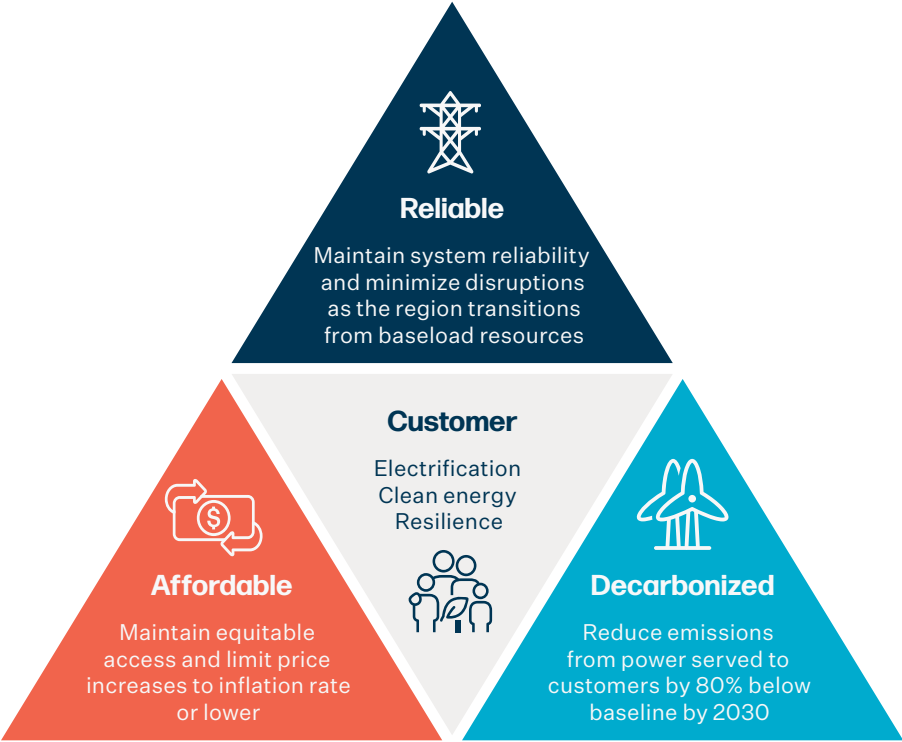 Reliable
Maintain system reliability
and minimize disruptions
as the region transitions
from baseload resources
Customer
Electrification
Clean energy
Resilience
$
Affordable
Maintain equitable
access and limit price
increases to inflation rate
or lower
Decarbonized
Reduce emissions
from power served to
customers by 80% below
baseline by 2030